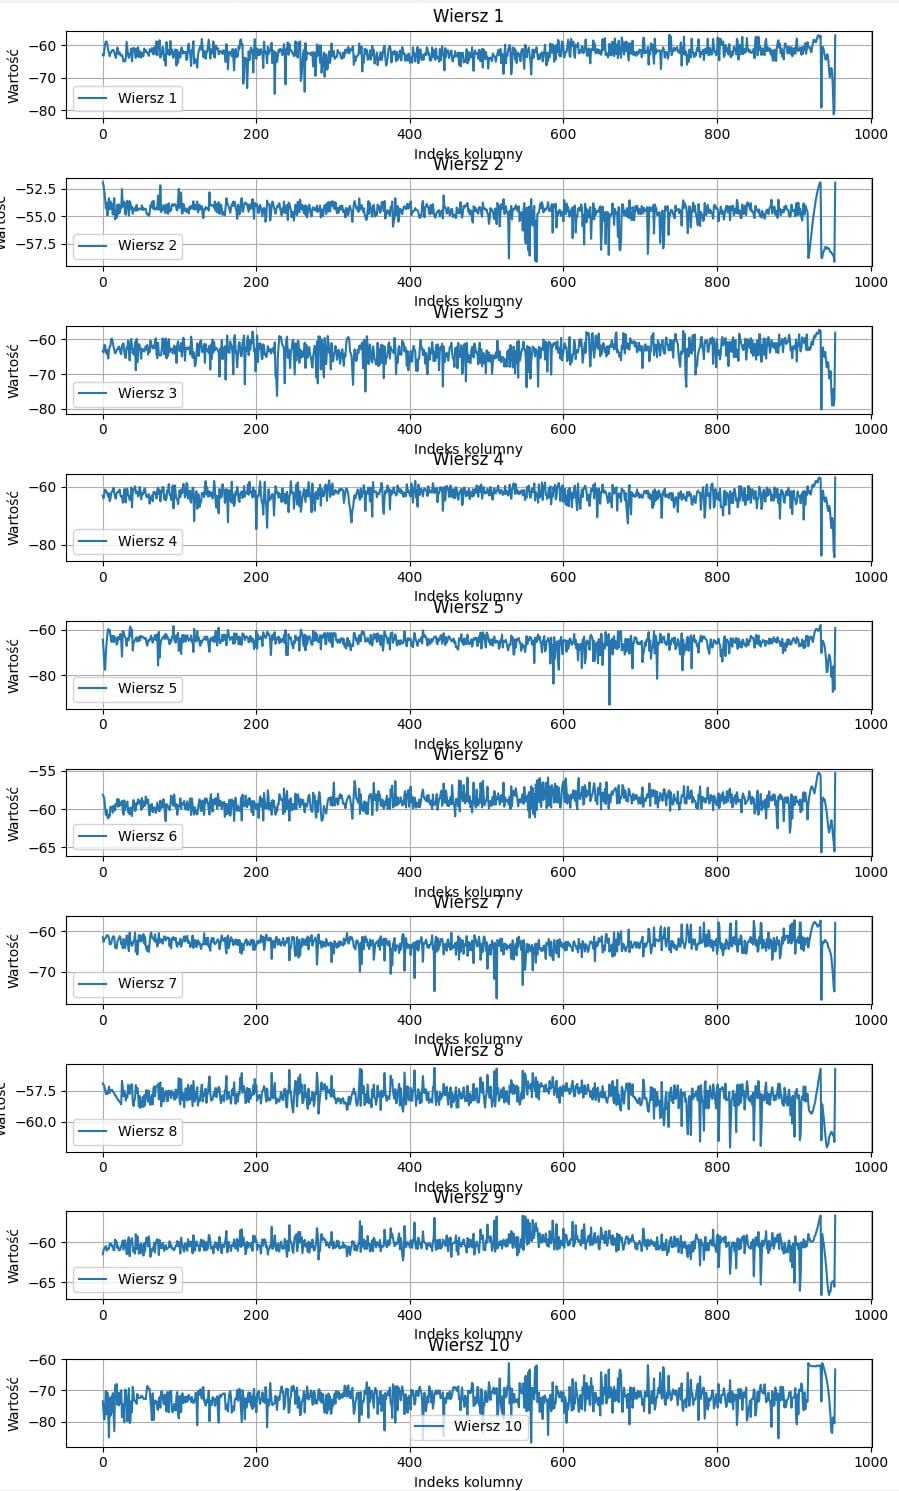 Wiersz 1
Wartość
−60
−70
−80
Wiersz 1
0 200 400 600 800 1000
Indeks kolumny
Wiersz 2
Wartość
−52.5
−55.0
−57.5
Wiersz 2
0 200 400 600 800 1000
Indeks kolumny
Wiersz 3
Wartość
−60
−70
−80
Wiersz 3
0 200 400 600 800 1000
Indeks kolumny
Wiersz 4
Wartość
−60
−80
Wiersz 4
0 200 400 600 800 1000
Indeks kolumny
Wiersz 5
Wartość
−60
−80
Wiersz 5
0 200 400 600 800 1000
Indeks kolumny
Wiersz 6
Wartość
−55
−60
−65
Wiersz 6
0 200 400 600 800 1000
Indeks kolumny
Wiersz 7
Wartość
−60
−70
Wiersz 7
0 200 400 600 800 1000
Indeks kolumny
Wiersz 8
Wartość
−57.5
−60.0
Wiersz 8
0 200 400 600 800 1000
Indeks kolumny
Wiersz 9
Wartość
−60
−65
Wiersz 9
0 200 400 600 800 1000
Indeks kolumny
Wiersz 10
Wartość
−60
−70
−80
Wiersz 10
0 200 400 600 800 1000
Indeks kolumny